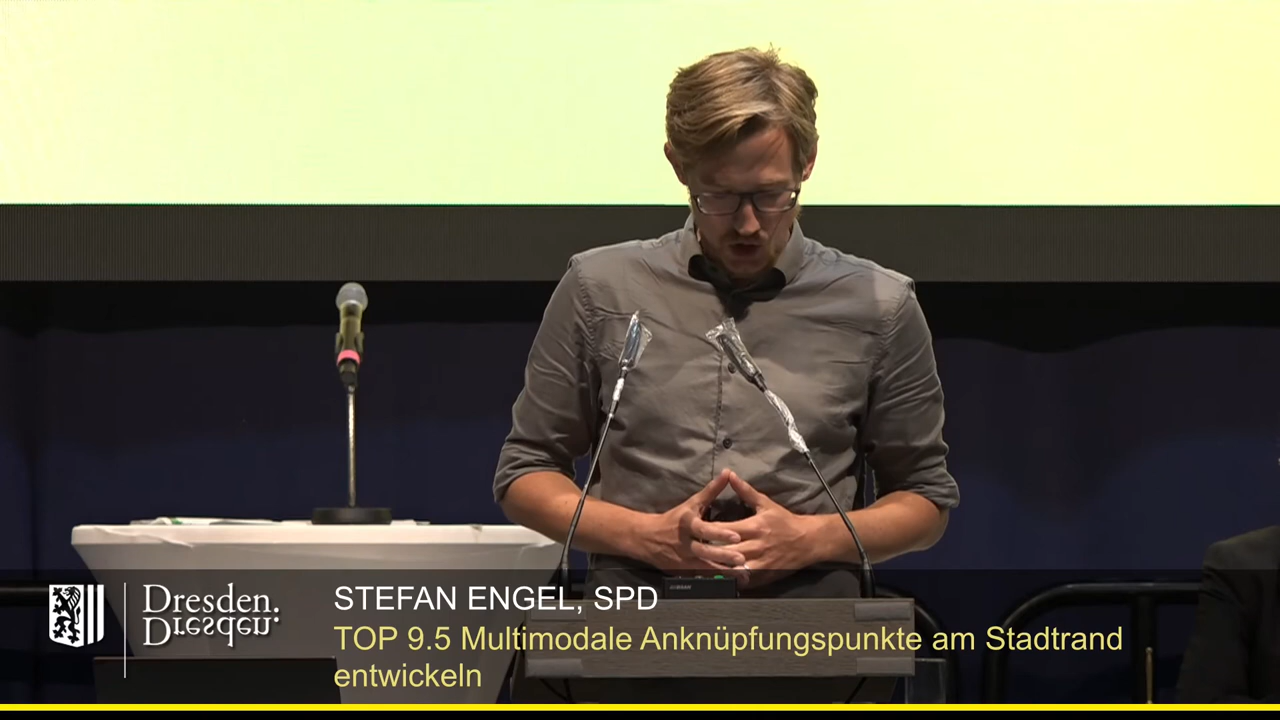 Dresden.
Dresden.
STEFAN ENGEL, SPD
TOP 9.5 Multimodale Anknüpfungspunkte am Stadtrand
entwickeln